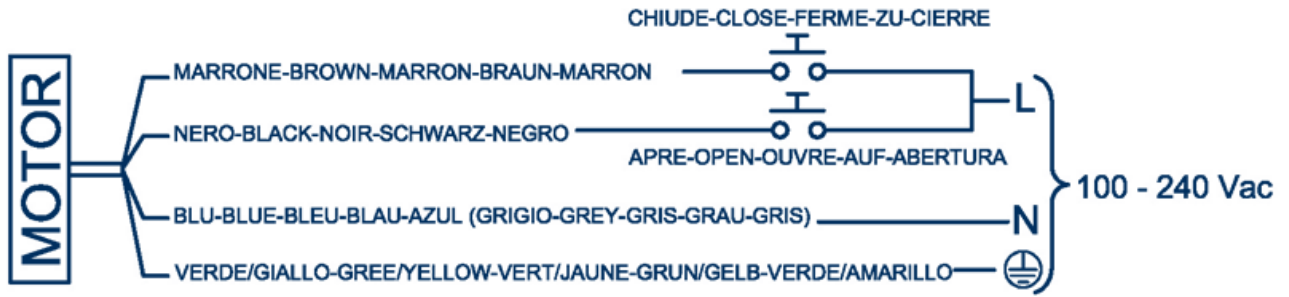 CHIUDE-CLOSE-FERME-ZU-CIERRE
MARRONE-BROWN-MARRON-BRAUN-MARRON
L
NERO-BLACK-NOIR-SCHWARZ-NEGRO
APRE-OPEN-OUVRE-AUF-ABERTURA
MOTOR
100 - 240 Vac
BLU-BLUE-BLEU-BLAU-AZUL (GRIGIO-GREY-GRIS-GRAU-GRIS)
N
VERDE/GIALLO-GREE/YELLOW-VERT/JAUNE-GRUN/GELB-VERDE/AMARILLO